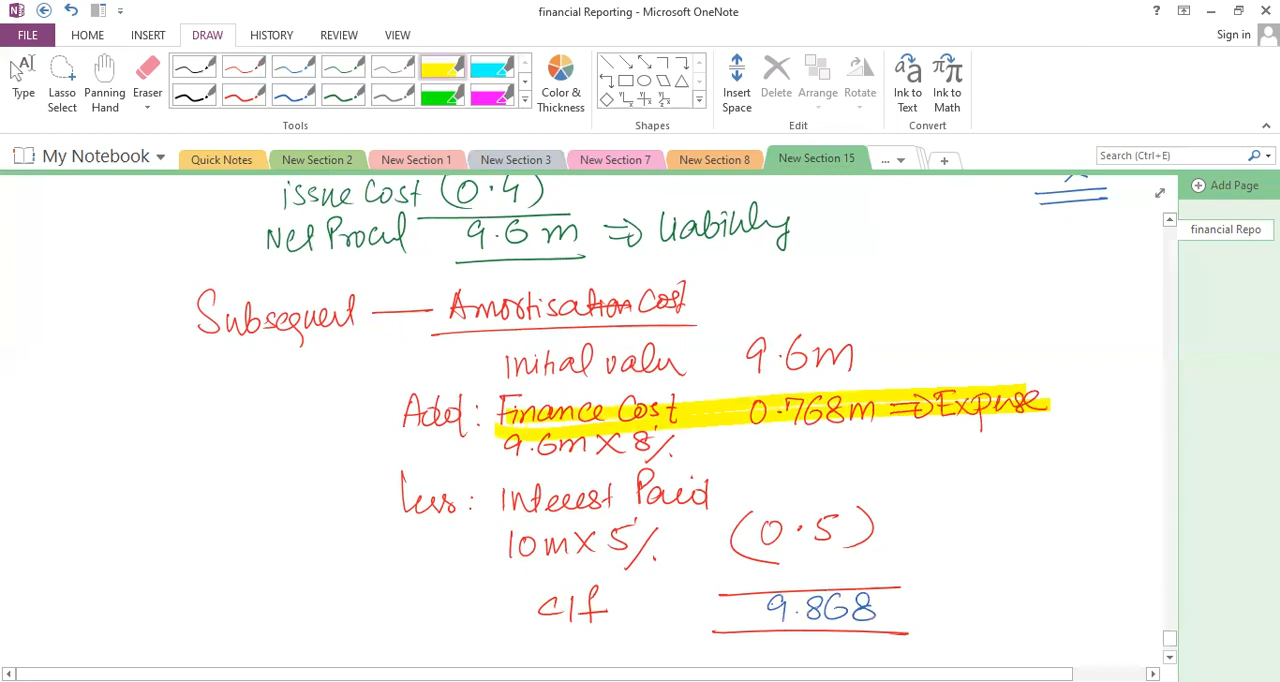 financial Reporting - Microsoft OneNote
Sign in
FILE HOME INSERT DRAW HISTORY REVIEW VIEW
Type
Lasso Select
Panning Hand
Eraser
Color & Thickness
Insert Space
Delete
Arrange
Rotate
Ink to Text
Ink to Math
Tools
Shapes
Edit
Convert
My Notebook
Quick Notes
New Section 2
New Section 1
New Section 3
New Section 7
New Section 8
New Section 15
...
Search (Ctrl+E)
Add Page
financial Repo
issue Cost (0.4)
Net Proced 9.6 m ⇒ Liability
Subsequent — Amortisation Cost
initial valu 9.6m
Add: Finance Cost 0.768m ⇒ Expense
9.6m × 8%
less: Interest Paid
10m × 5% (0.5)
c/f 9.868